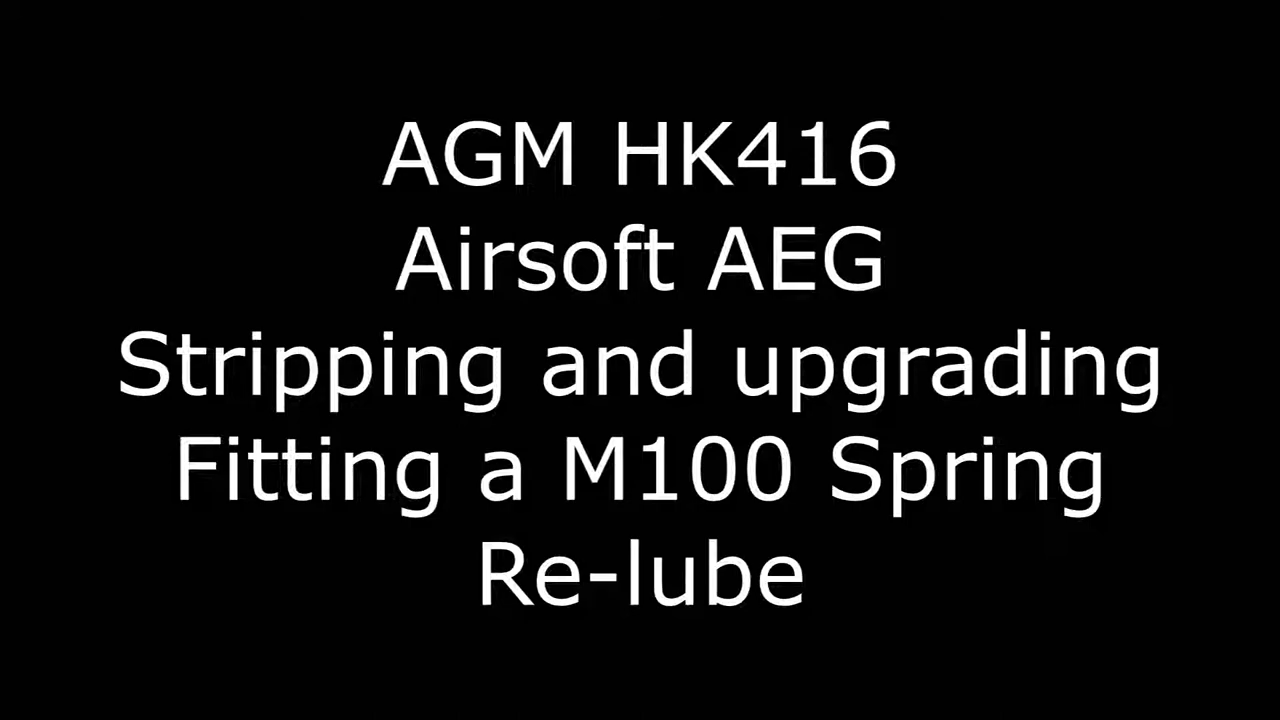 AGM HK416
Airsoft AEG
Stripping and upgrading
Fitting a M100 Spring
Re-lube